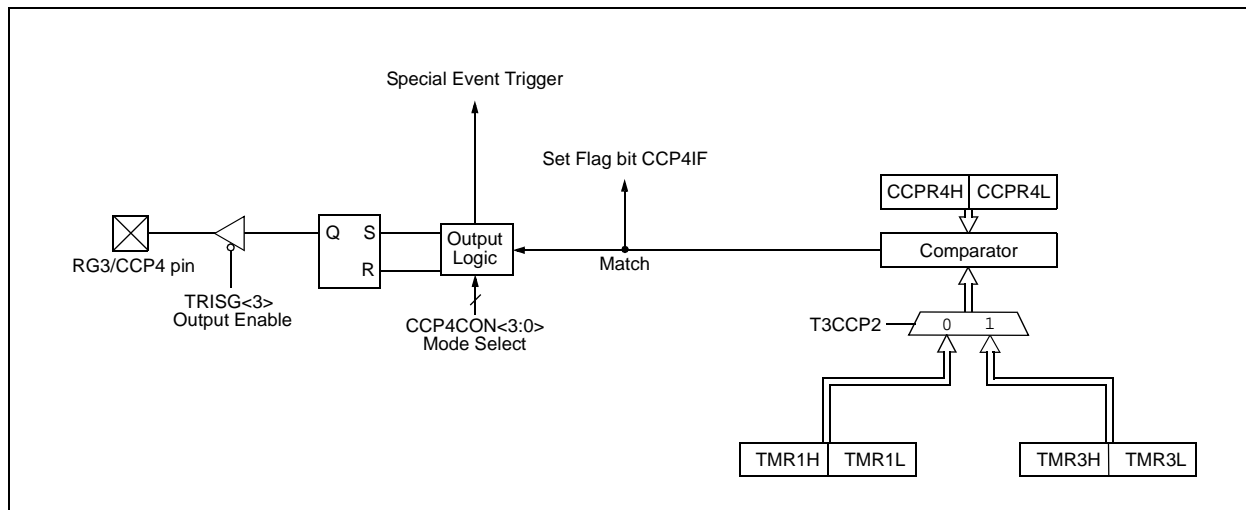 Special Event Trigger
Set Flag bit CCP4IF
CCPR4H CCPR4L
Q S
R
Output
Logic
Match
Comparator
RG3/CCP4 pin
TRISG<3>
Output Enable
CCP4CON<3:0>
Mode Select
T3CCP2
0 1
TMR1H TMR1L
TMR3H TMR3L